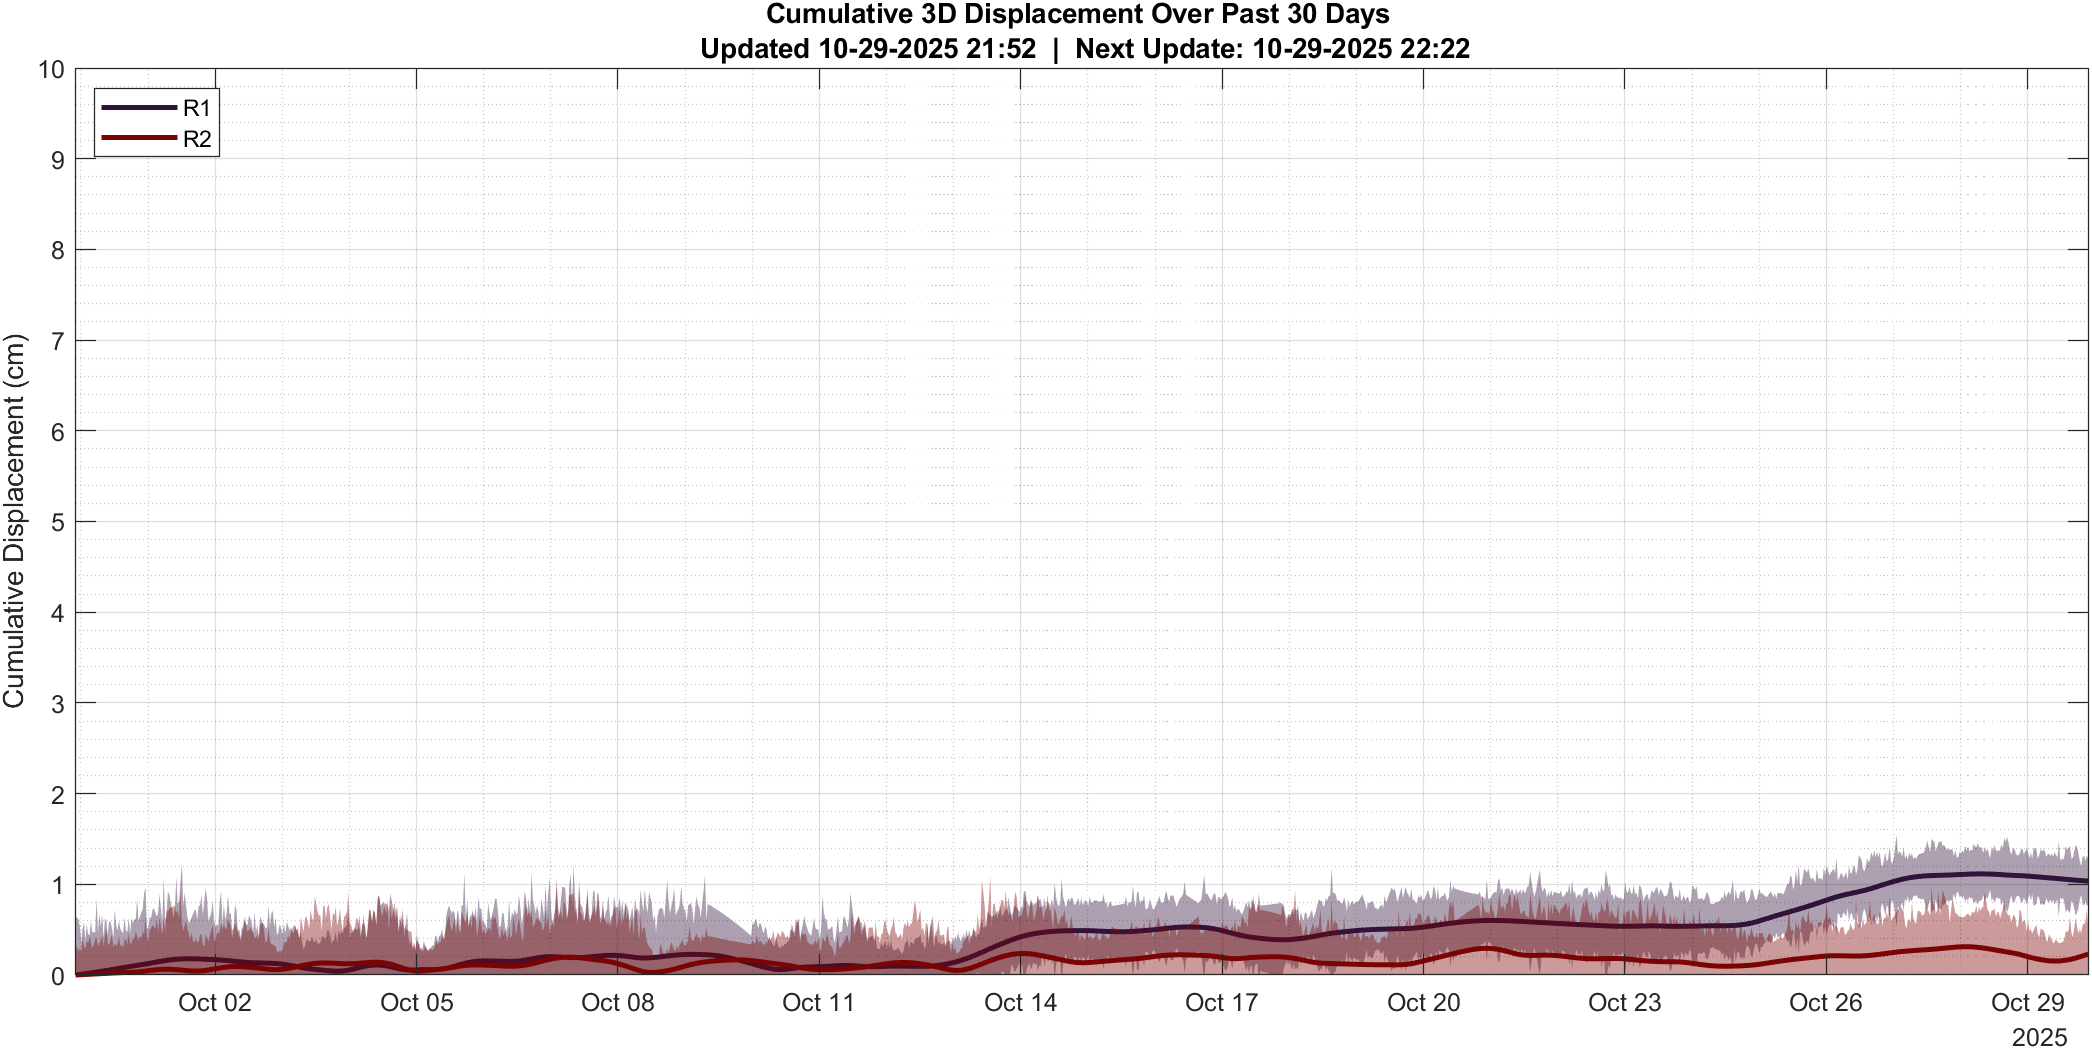 Cumulative 3D Displacement Over Past 30 Days
Updated 10-29-2025 21:52 | Next Update: 10-29-2025 22:22
R1
R2
Cumulative Displacement (cm)
10
9
8
7
6
5
4
3
2
1
0
Oct 02 Oct 05 Oct 08 Oct 11 Oct 14 Oct 17 Oct 20 Oct 23 Oct 26 Oct 29
2025